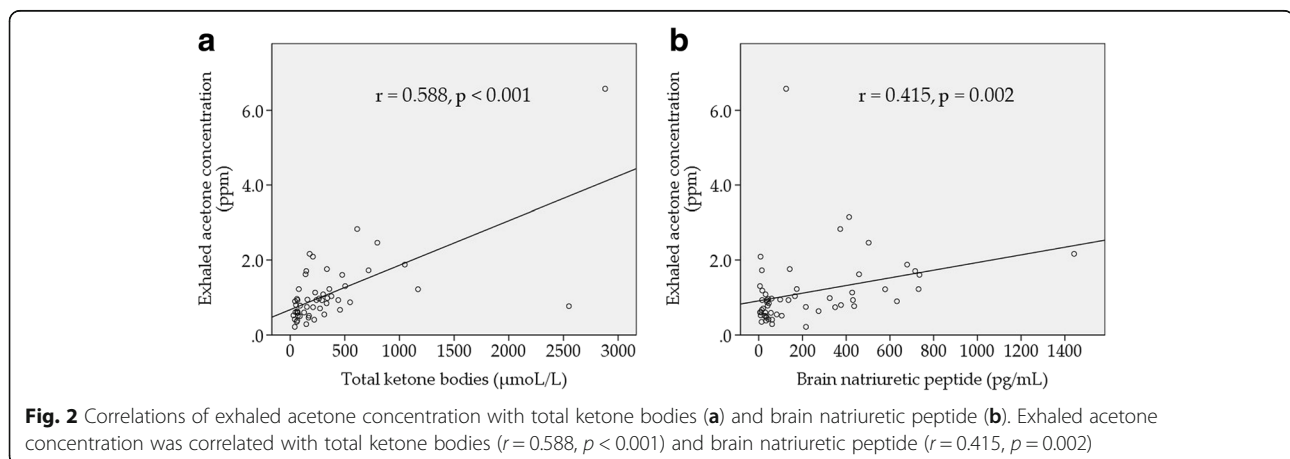 a
Exhaled acetone concentration
(ppm)
6.0
4.0
2.0
.0
r = 0.588, p < 0.001
0 500 1000 1500 2000 2500 3000
Total ketone bodies (μmoL/L)
b
Exhaled acetone concentration
(ppm)
6.0
4.0
2.0
.0
r = 0.415, p = 0.002
0 200 400 600 800 1000 1200 1400
Brain natriuretic peptide (pg/mL)
Fig. 2 Correlations of exhaled acetone concentration with total ketone bodies (a) and brain natriuretic peptide (b). Exhaled acetone
concentration was correlated with total ketone bodies (r = 0.588, p < 0.001) and brain natriuretic peptide (r = 0.415, p = 0.002)